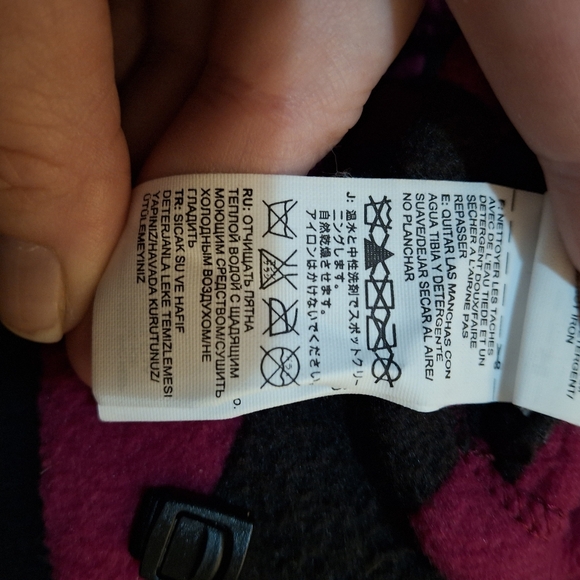 F: NETTOYER LES TACHES
AVEC DE L'EAU TIEDE ET UN
DETERGENT DOUX/FAIRE
SECHER A L'AIR/NE PAS
REPASSER
E: QUITAR LAS MANCHAS CON
AGUA TIBIA Y DETERGENTE
SUAVE/DEJAR SECAR AL AIRE/
NO PLANCHAR
J: 温水と中性洗剤でスポットクリー
ニングします。
自然乾燥させます。
アイロンはかけないでください。
RU: ОТЧИЩАТЬ ПЯТНА
ТЕПЛОЙ ВОДОЙ С ЩАДЯЩИМ
МОЮЩИМ СРЕДСТВОМ/СУШИТЬ
ХОЛОДНЫМ ВОЗДУХОМ/НЕ
ГЛАДИТЬ
TR: SICAK SU VE HAFIF
DETERJANLA LEKE TEMIZLEMESI
YAPINIZ/HAVADA KURUTUNUZ/
ÜTÜLEMEYINIZ